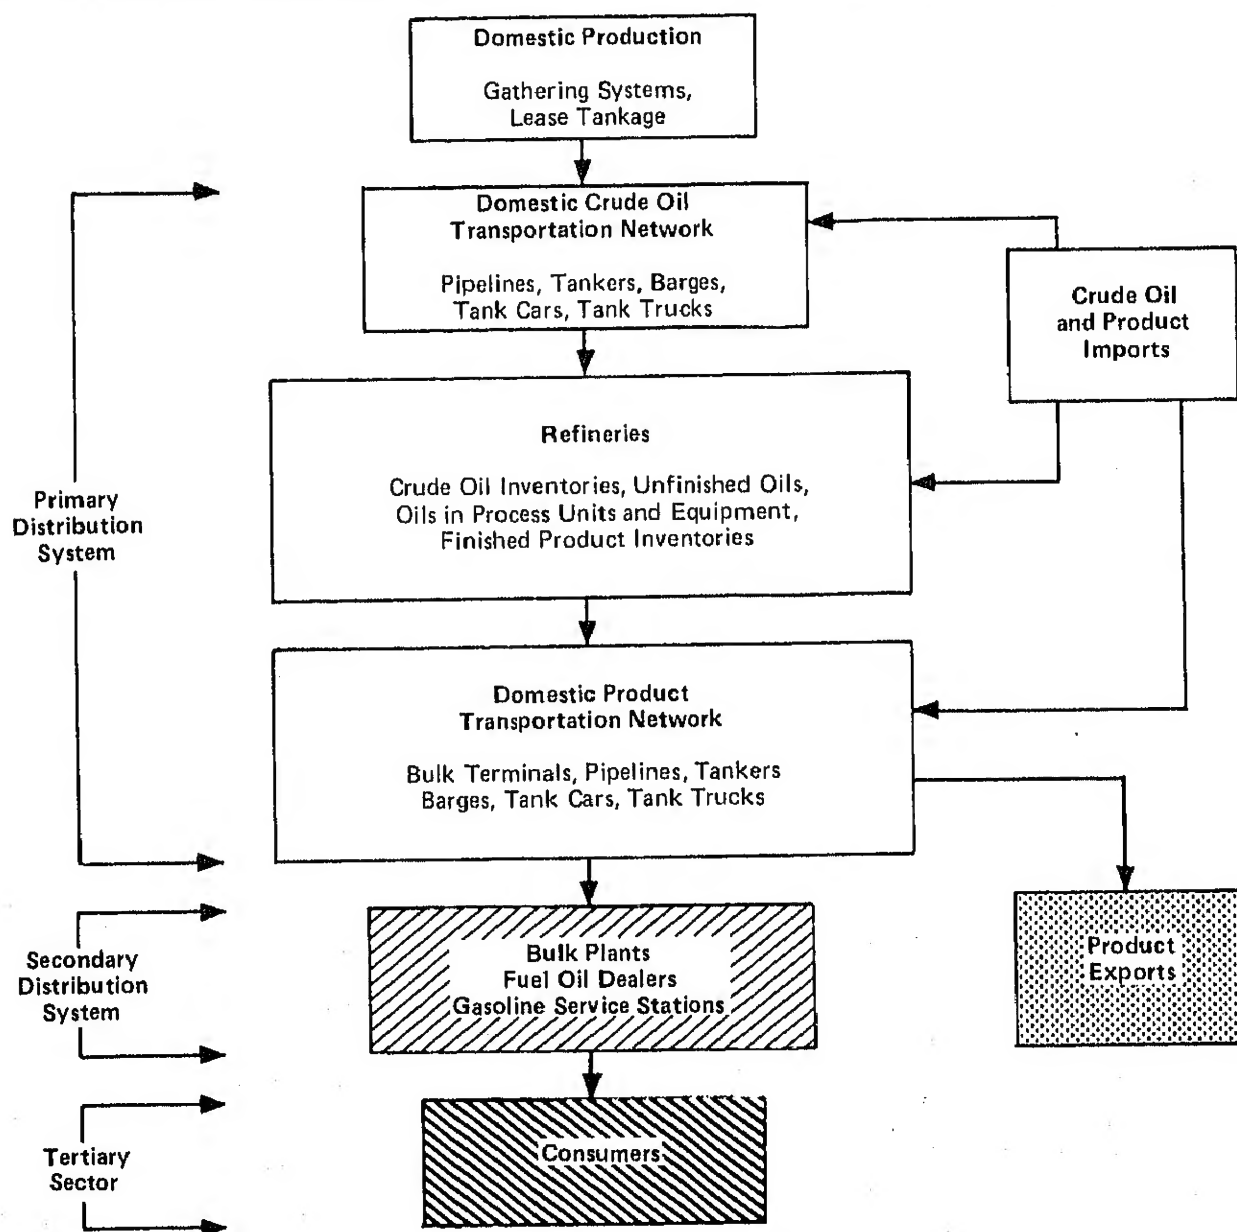 Domestic Production
Gathering Systems,
Lease Tankage
Domestic Crude Oil
Transportation Network
Pipelines, Tankers, Barges,
Tank Cars, Tank Trucks
Crude Oil
and Product
Imports
Refineries
Crude Oil Inventories, Unfinished Oils,
Oils in Process Units and Equipment,
Finished Product Inventories
Primary
Distribution
System
Domestic Product
Transportation Network
Bulk Terminals, Pipelines, Tankers
Barges, Tank Cars, Tank Trucks
Secondary
Distribution
System
Bulk Plants
Fuel Oil Dealers
Gasoline Service Stations
Product
Exports
Tertiary
Sector
Consumers